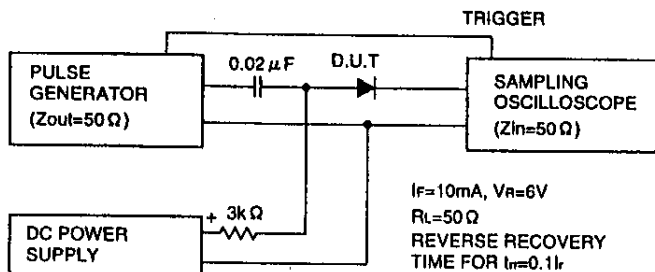 TRIGGER
0.02μF
D.U.T
PULSE
GENERATOR
(Zout=50Ω)
SAMPLING
OSCILLOSCOPE
(Zin=50Ω)
+ 3kΩ
DC POWER
SUPPLY
IF=10mA, VR=6V
RL=50Ω
REVERSE RECOVERY
TIME FOR Irr=0.1Ir